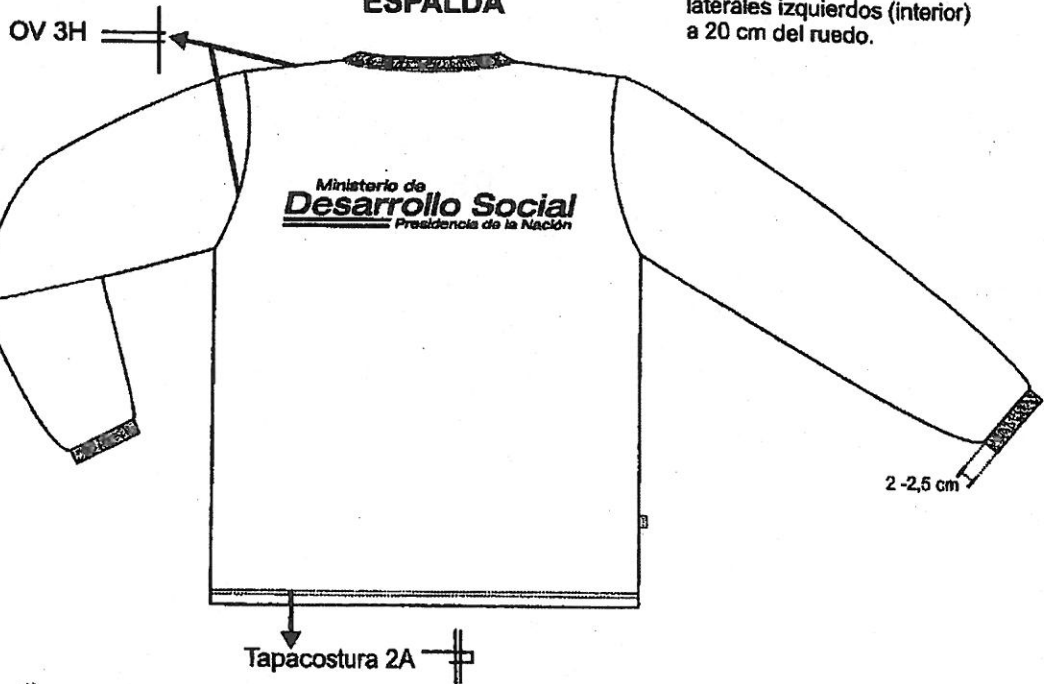 ESPALDA
laterales izquierdos (interior)
a 20 cm del ruedo.
OV 3H
Ministerio de
Desarrollo Social
Presidencia de la Nación
2 -2,5 cm
Tapacostura 2A